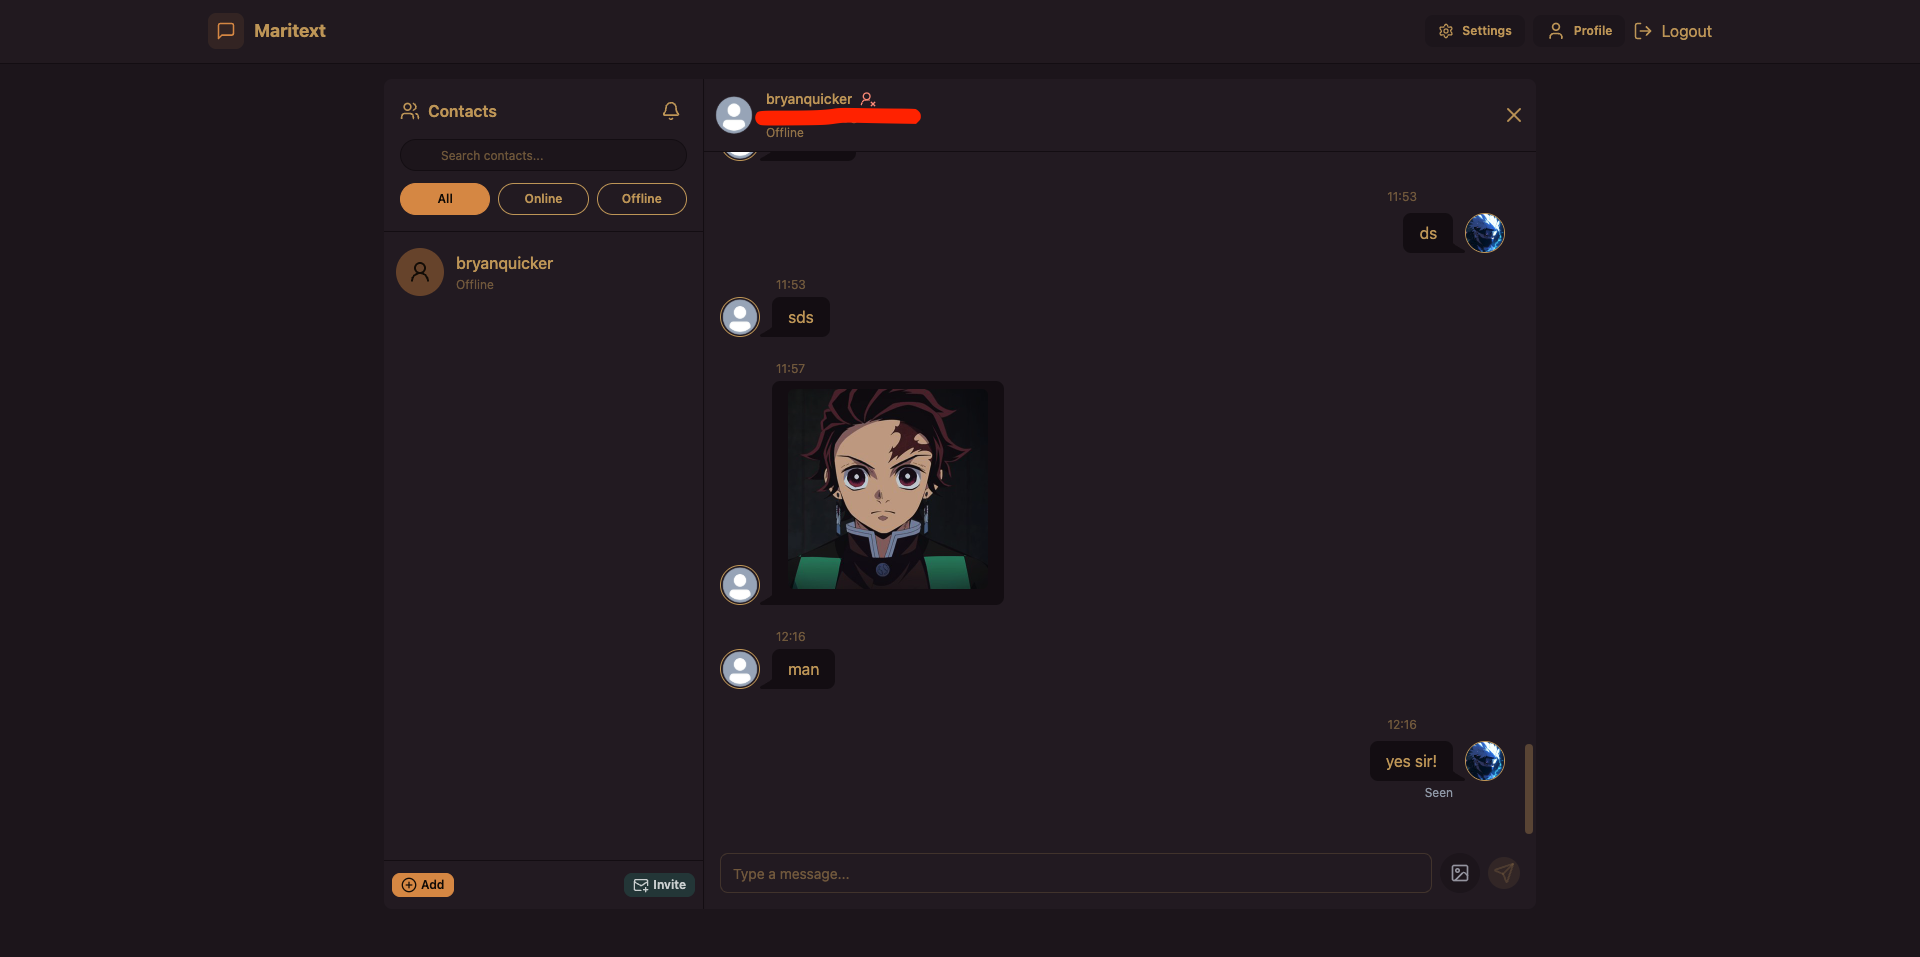 Maritext
Settings
Profile
Logout
Contacts
Search contacts...
All
Online
Offline
bryanquicker
Offline
Add
Invite
bryanquicker
Offline
11:53
ds
11:53
sds
11:57
12:16
man
12:16
yes sir!
Seen
Type a message...